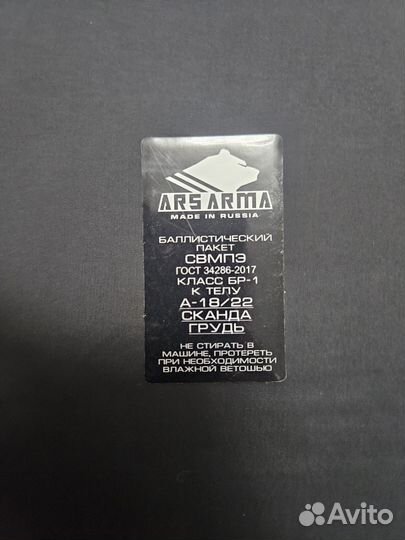 ARS ARMA
MADE IN RUSSIA
БАЛЛИСТИЧЕСКИЙ
ПАКЕТ
СВМПЭ
ГОСТ 34286-2017
КЛАСС БР-1
К ТЕЛУ
А-18/22
СКАНДА
ГРУДЬ
НЕ СТИРАТЬ В
МАШИНЕ, ПРОТЕРЕТЬ
ПРИ НЕОБХОДИМОСТИ
ВЛАЖНОЙ ВЕТОШЬЮ
Avito